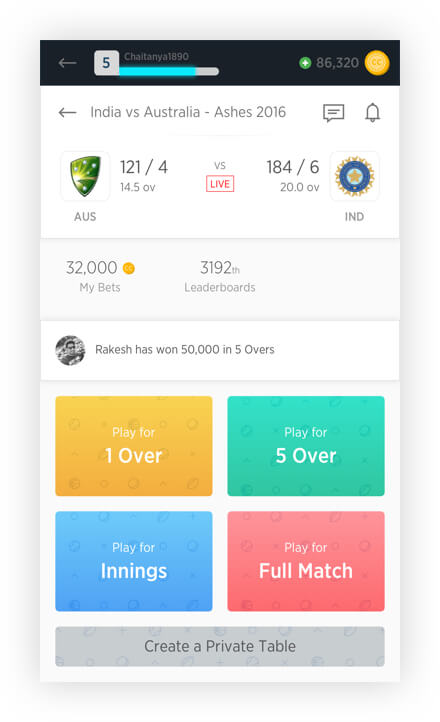 5
Chaitanya1890
86,320
CC
India vs Australia - Ashes 2016
121 / 4
14.5 ov
VS
LIVE
184 / 6
20.0 ov
AUS
IND
32,000
My Bets
3192th
Leaderboards
Rakesh has won 50,000 in 5 Overs
Play for
1 Over
Play for
5 Over
Play for
Innings
Play for
Full Match
Create a Private Table